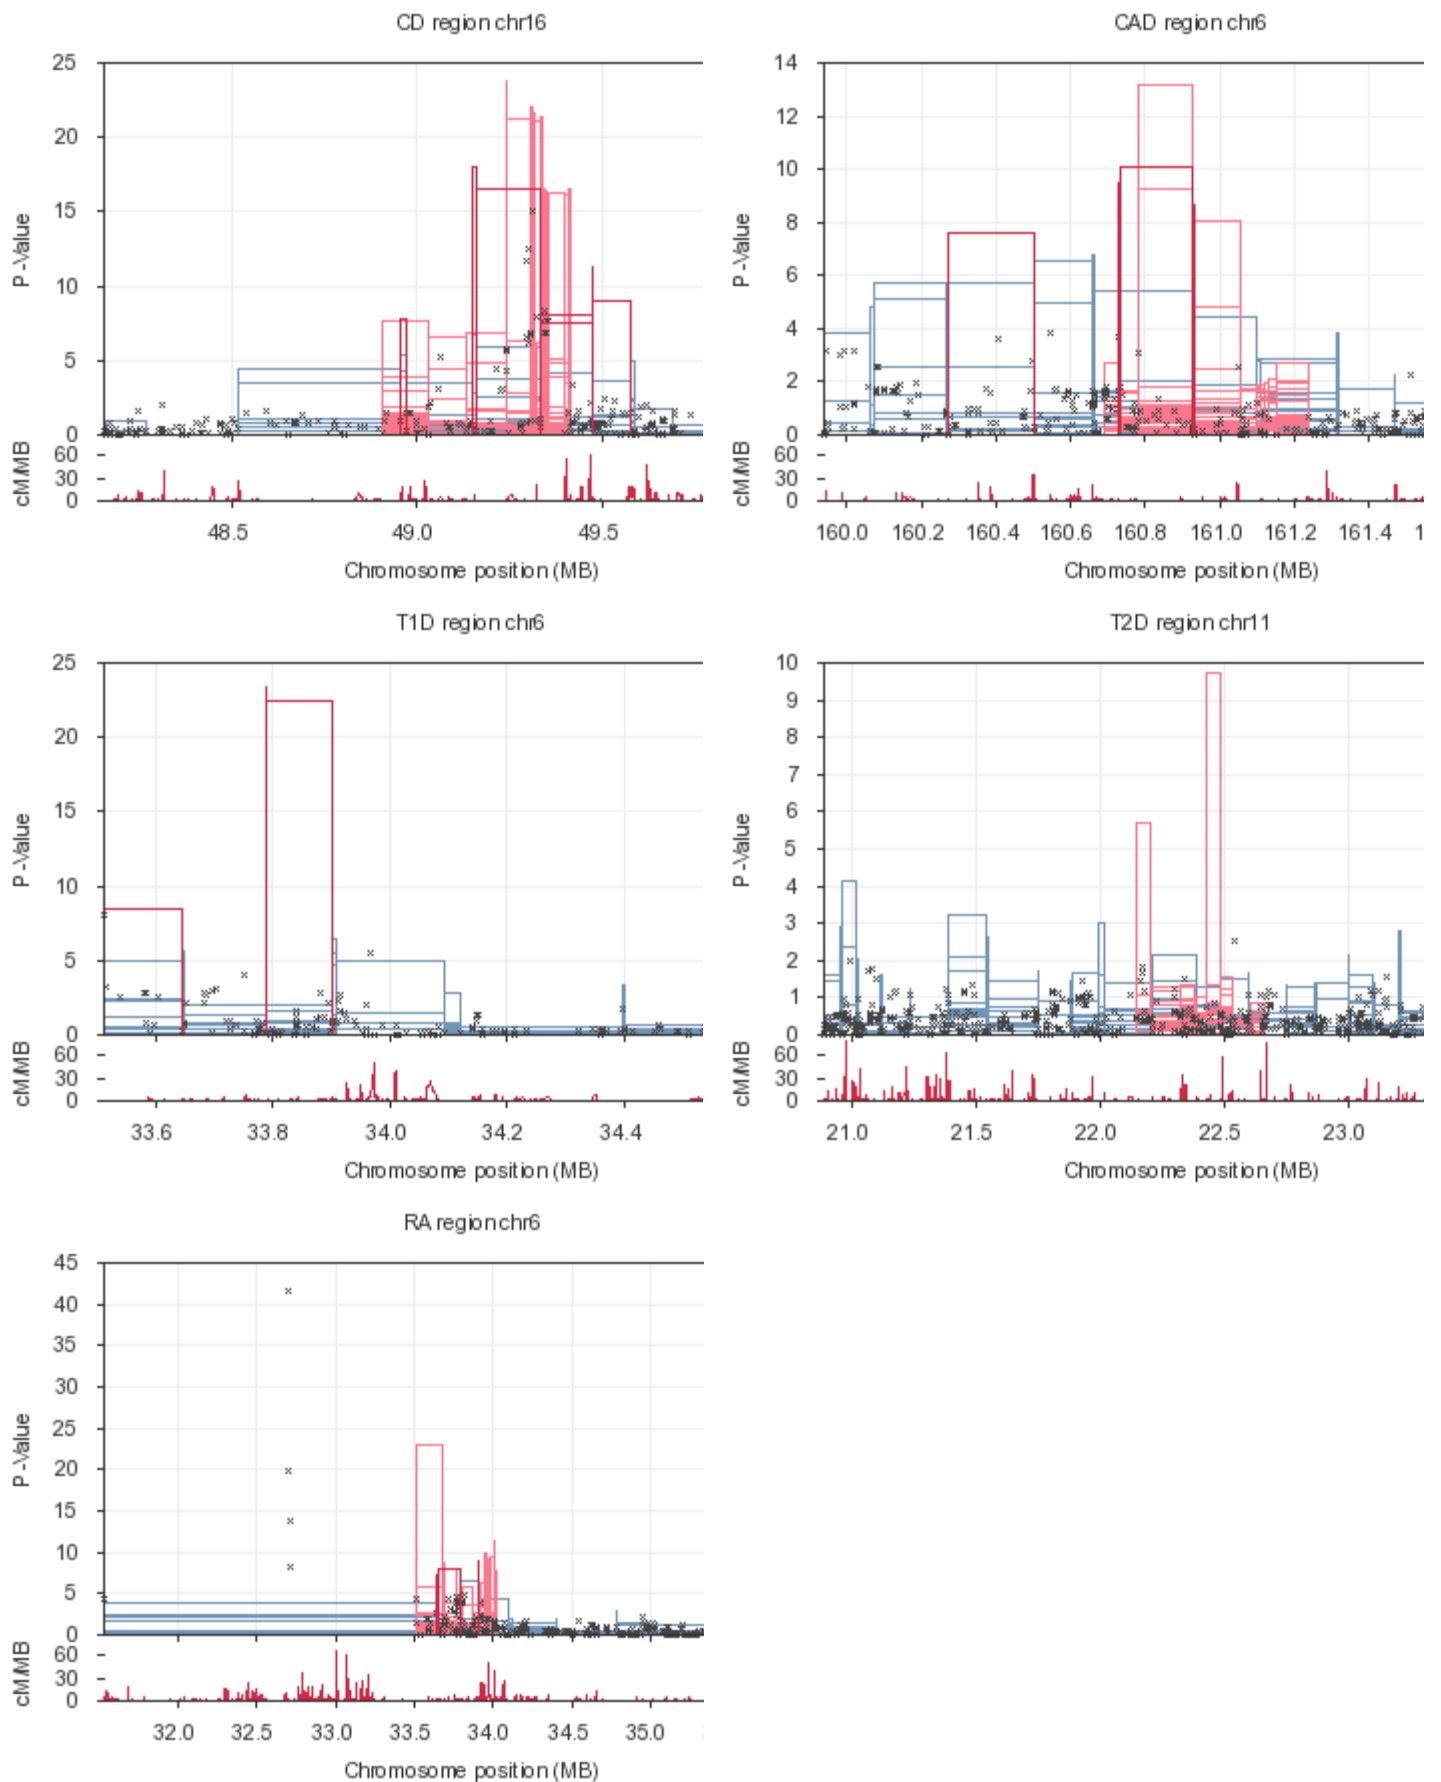 CD region chr16
25
20
15
10
5
0
P-Value
60
30
0
cM/MB
48.5 49.0 49.5
Chromosome position (MB)
CAD region chr6
14
12
10
8
6
4
2
0
P-Value
60
30
0
cM/MB
160.0 160.2 160.4 160.6 160.8 161.0 161.2 161.4 1
Chromosome position (MB)
T1D region chr6
25
20
15
10
5
0
P-Value
60
30
0
cM/MB
33.6 33.8 34.0 34.2 34.4
Chromosome position (MB)
T2D region chr11
10
9
8
7
6
5
4
3
2
1
0
P-Value
60
30
0
cM/MB
21.0 21.5 22.0 22.5 23.0
Chromosome position (MB)
RA region chr6
45
40
35
30
25
20
15
10
5
0
P-Value
60
30
0
cM/MB
32.0 32.5 33.0 33.5 34.0 34.5 35.0
Chromosome position (MB)